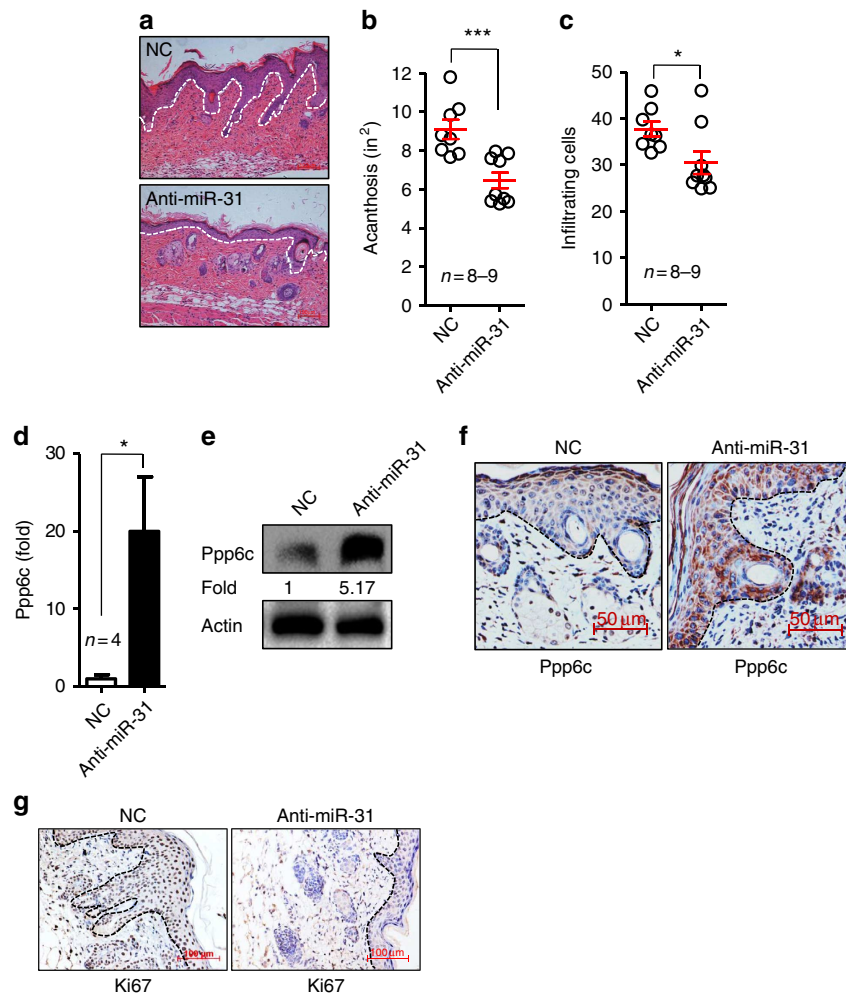 a
NC
Anti-miR-31
b
***
Acanthosis (in²)
12
10
8
6
4
2
0
n = 8–9
NC
Anti-miR-31
c
*
Infiltrating cells
50
40
30
20
10
0
n = 8–9
NC
Anti-miR-31
d
*
Ppp6c (fold)
30
20
10
0
n = 4
NC
Anti-miR-31
e
NC
Anti-miR-31
Ppp6c
Fold 1 5.17
Actin
f
NC
Anti-miR-31
50 µm
50 µm
Ppp6c
Ppp6c
g
NC
Anti-miR-31
100 µm
100 µm
Ki67
Ki67